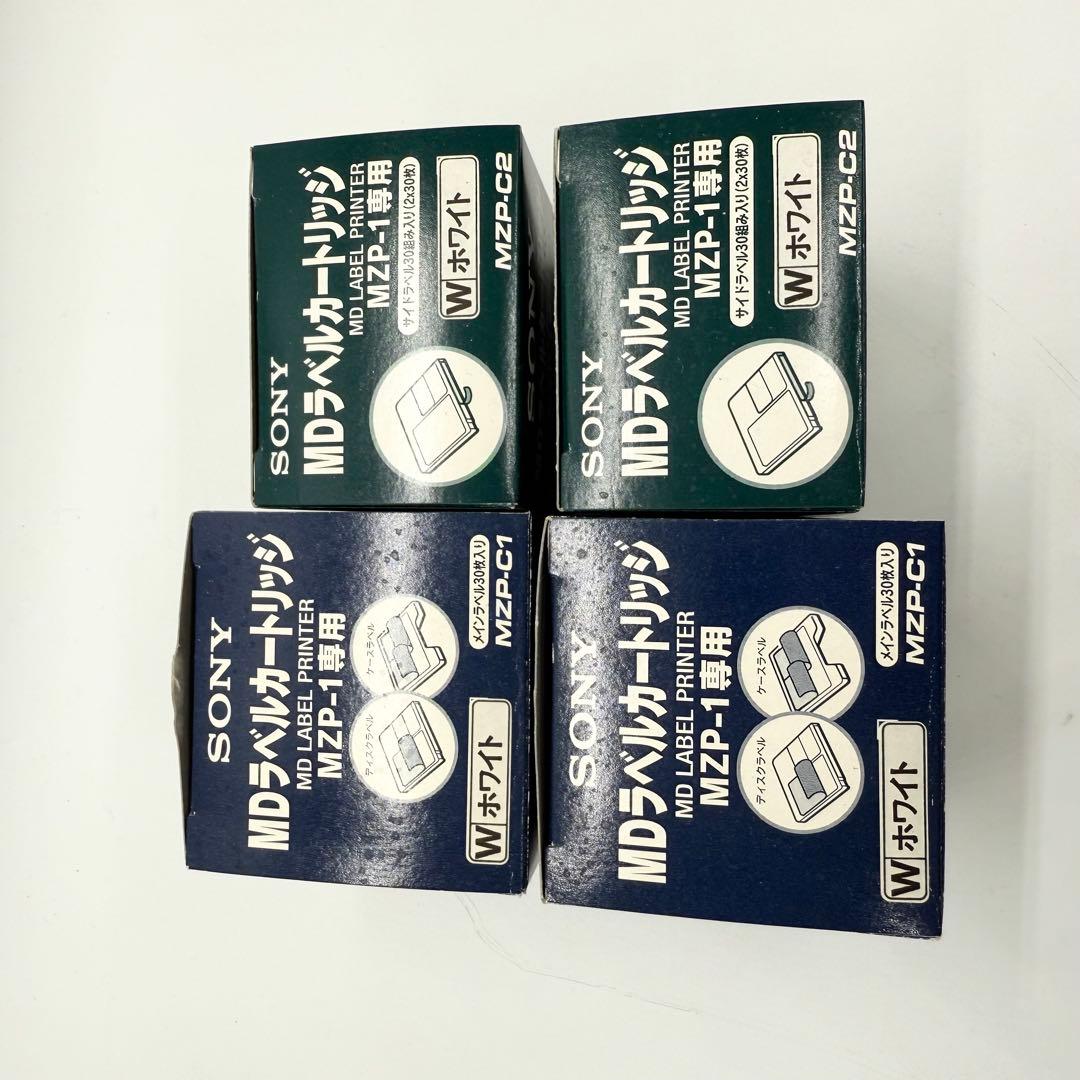 SONY
MDラベルカートリッジ
MD LABEL PRINTER
MZP-1専用
ディスクラベル
ケースラベル
W ホワイト
メインラベル30枚入り
MZP-C1
SONY
MDラベルカートリッジ
MD LABEL PRINTER
MZP-1専用
サイドラベル30組み入り(2x30枚)
W ホワイト
MZP-C2
SONY
SONY
MDラベルカートリッジ
MD LABEL PRINTER
MZP-1専用
ディスクラベル
ケースラベル
W ホワイト
メインラベル30枚入り
MZP-C1
SONY
MDラベルカートリッジ
MD LABEL PRINTER
MZP-1専用
サイドラベル30組み入り(2x30枚)
W ホワイト
MZP-C2